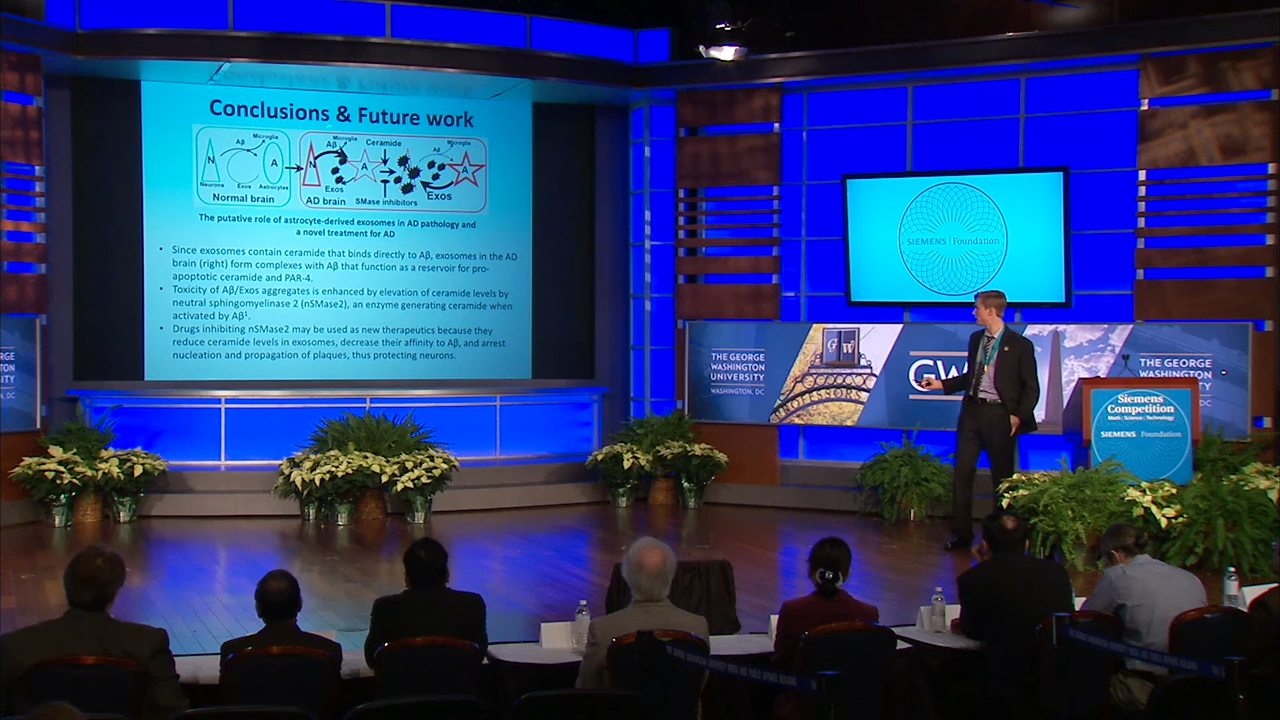 Conclusions & Future work
Microglia
Aβ
N
A
Neurons
Exos
Astrocytes
Normal brain
Microglia
Aβ
N
A
Exos
AD brain
Ceramide
SMase inhibitors
Microglia
Aβ
A
Exos
The putative role of astrocyte-derived exosomes in AD pathology and
a novel treatment for AD
• Since exosomes contain ceramide that binds directly to Aβ, exosomes in the AD
brain (right) form complexes with Aβ that function as a reservoir for pro-
apoptotic ceramide and PAR-4.
• Toxicity of Aβ/Exos aggregates is enhanced by elevation of ceramide levels by
neutral sphingomyelinase 2 (nSMase2), an enzyme generating ceramide when
activated by Aβ¹.
• Drugs inhibiting nSMase2 may be used as new therapeutics because they
reduce ceramide levels in exosomes, decrease their affinity to Aβ, and arrest
nucleation and propagation of plaques, thus protecting neurons.
SIEMENS | Foundation
THE GEORGE
WASHINGTON
UNIVERSITY
WASHINGTON, DC
GW
PROFESSORS
GW
THE GEORGE
WASHINGTON
Siemens
Competition
Math : Science : Technology
SIEMENS | Foundation